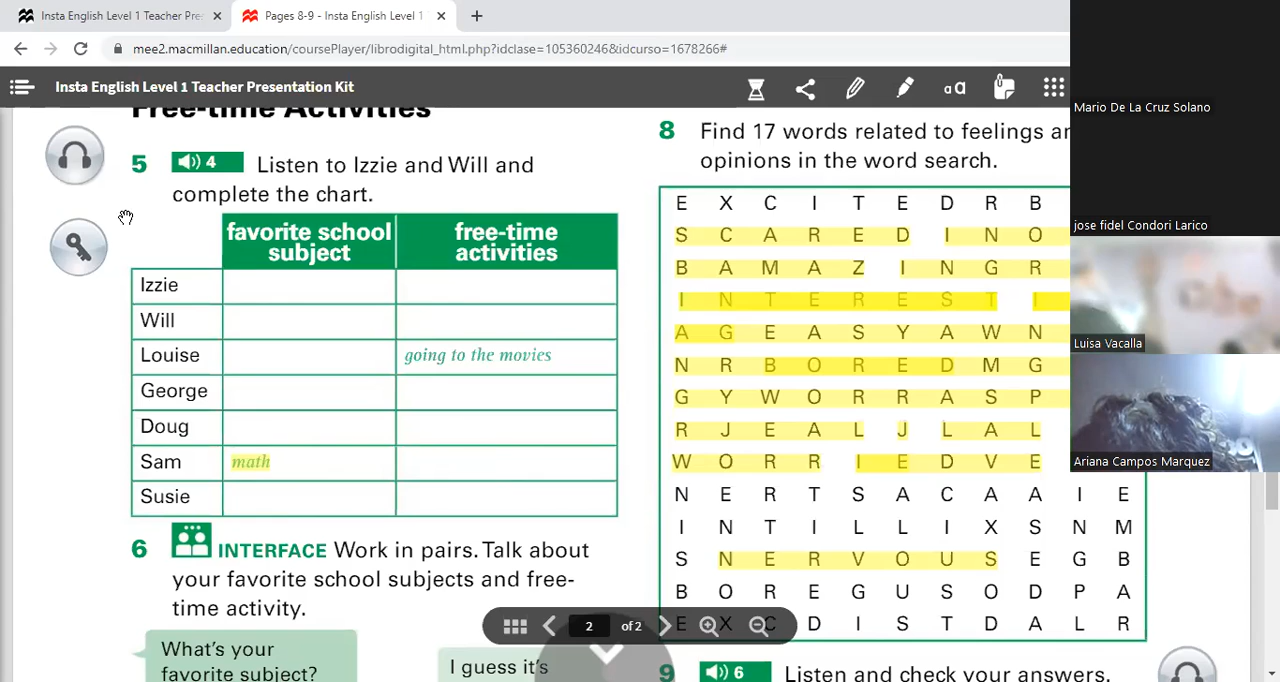 Insta English Level 1 Teacher Pre
Pages 8-9 - Insta English Level 1
mee2.macmillan.education/coursePlayer/librodigital_html.php?idclase=105360246&idcurso=1678266#
Insta English Level 1 Teacher Presentation Kit
aa
Free-time Activities
5 4 Listen to Izzie and Will and
complete the chart.
favorite school subject free-time activities
Izzie
Will
Louise going to the movies
George
Doug
Sam math
Susie
6 INTERFACE Work in pairs. Talk about
your favorite school subjects and free-
time activity.
What's your
favorite subject?
I guess it's
8 Find 17 words related to feelings an
opinions in the word search.
E X C I T E D R B
S C A R E D I N O
B A M A Z I N G R
I N T E R E S T I
A G E A S Y A W N
N R B O R E D M G
G Y W O R R A S P
R J E A L J L A L
W O R R I E D V E
N E R T S A C A A I E
I N T I L L I X S N M
S N E R V O U S E G B
B O R E G U S O D P A
E X C D I S T D A L R
2 of 2
9 6 Listen and check your answers.
Mario De La Cruz Solano
jose fidel Condori Larico
Luisa Vacalla
Ariana Campos Marquez